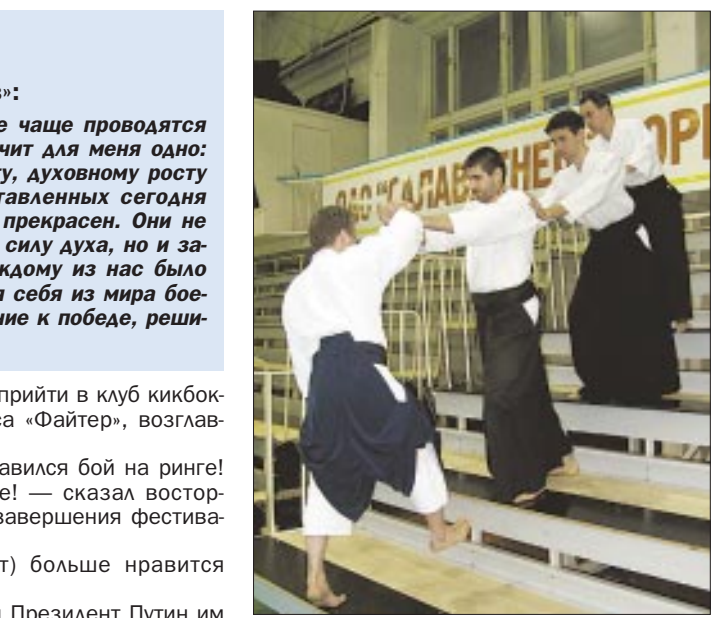 »:
е чаще проводятся
чит для меня одно:
у, духовному росту
тавленных сегодня
прекрасен. Они не
силу духа, но и за-
ждому из нас было
я себя из мира бое-
ние к победе, реши-
прийти в клуб кикбок-
са «Файтер», возглав-
авился бой на ринге!
е! — сказал востор-
завершения фестива-
т) больше нравится
Президент Путин им
ОАО "САЛАВАТНЕФ ОР